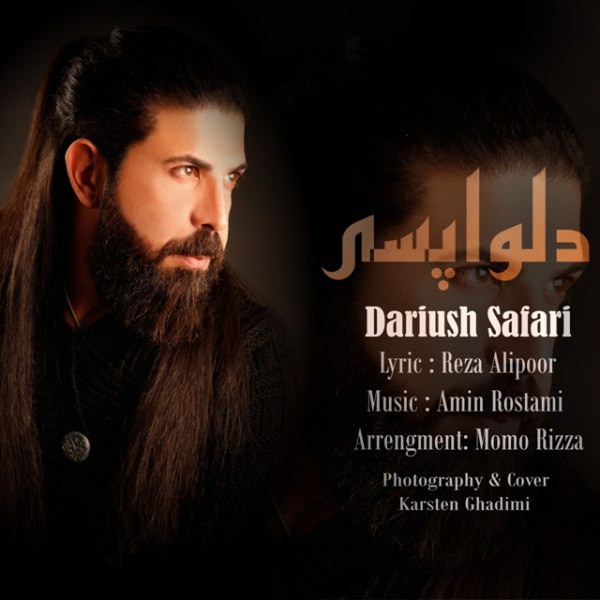 دلواپسی
Dariush Safari
Lyric : Reza Alipoor
Music : Amin Rostami
Arrengment: Momo Rizza
Photography & Cover
Karsten Ghadimi